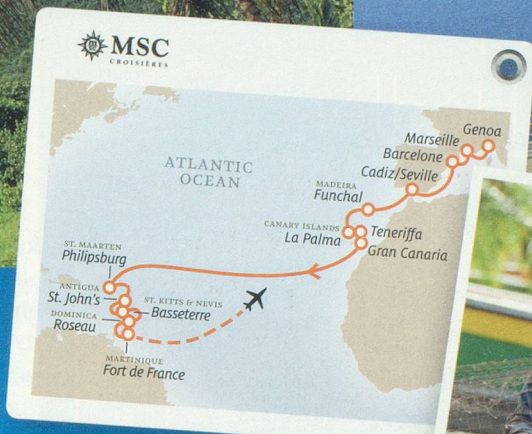 MSC
CROISIÈRES
ATLANTIC
OCEAN
Genoa
Marseille
Barcelone
Cadiz/Seville
MADEIRA
Funchal
CANARY ISLANDS
La Palma
Teneriffa
Gran Canaria
ST. MAARTEN
Philipsburg
ANTIGUA
St. John's
ST. KITTS & NEVIS
Basseterre
DOMINICA
Roseau
MARTINIQUE
Fort de France